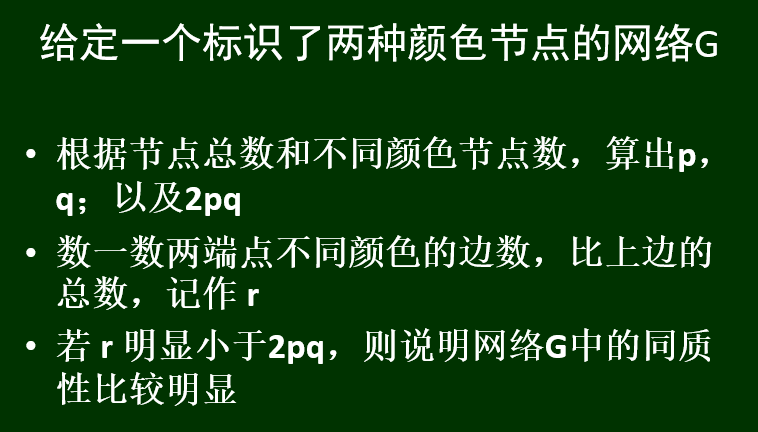 给定一个标识了两种颜色节点的网络G
• 根据节点总数和不同颜色节点数，算出p，
q；以及2pq
• 数一数两端点不同颜色的边数，比上边的
总数，记作 r
• 若 r 明显小于2pq，则说明网络G中的同质
性比较明显